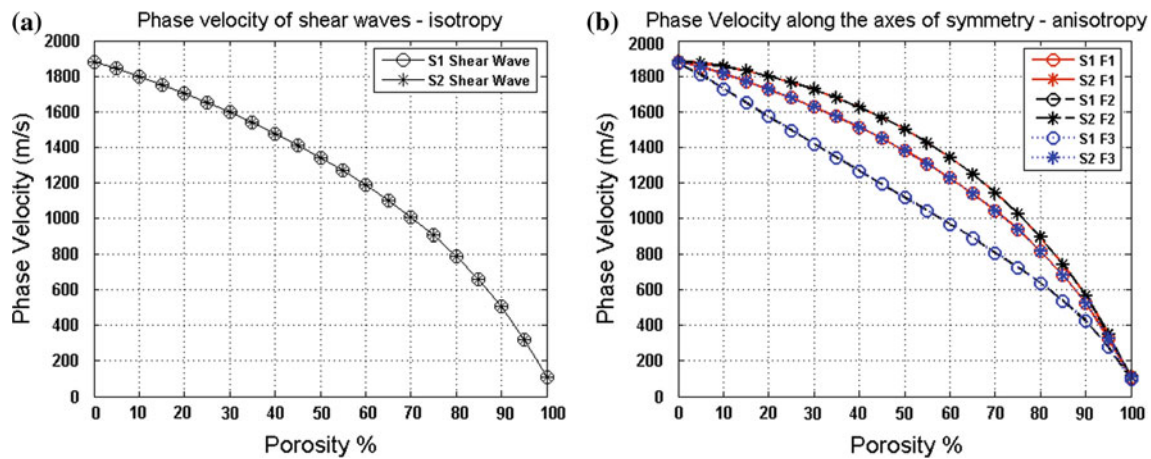 (a) Phase velocity of shear waves - isotropy
Phase Velocity (m/s)
2000
1800
1600
1400
1200
1000
800
600
400
200
0
S1 Shear Wave
S2 Shear Wave
0 10 20 30 40 50 60 70 80 90 100
Porosity %
(b) Phase Velocity along the axes of symmetry - anisotropy
Phase Velocity (m/s)
2000
1800
1600
1400
1200
1000
800
600
400
200
0
S1 F1
S2 F1
S1 F2
S2 F2
S1 F3
S2 F3
0 10 20 30 40 50 60 70 80 90 100
Porosity %